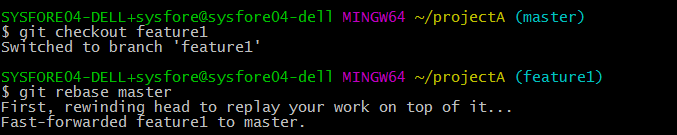 SYSFORE04-DELL+sysfore@sysfore04-dell MINGW64 ~/projectA (master)
$ git checkout feature1
Switched to branch 'feature1'
SYSFORE04-DELL+sysfore@sysfore04-dell MINGW64 ~/projectA (feature1)
$ git rebase master
First, rewinding head to replay your work on top of it...
Fast-forwarded feature1 to master.